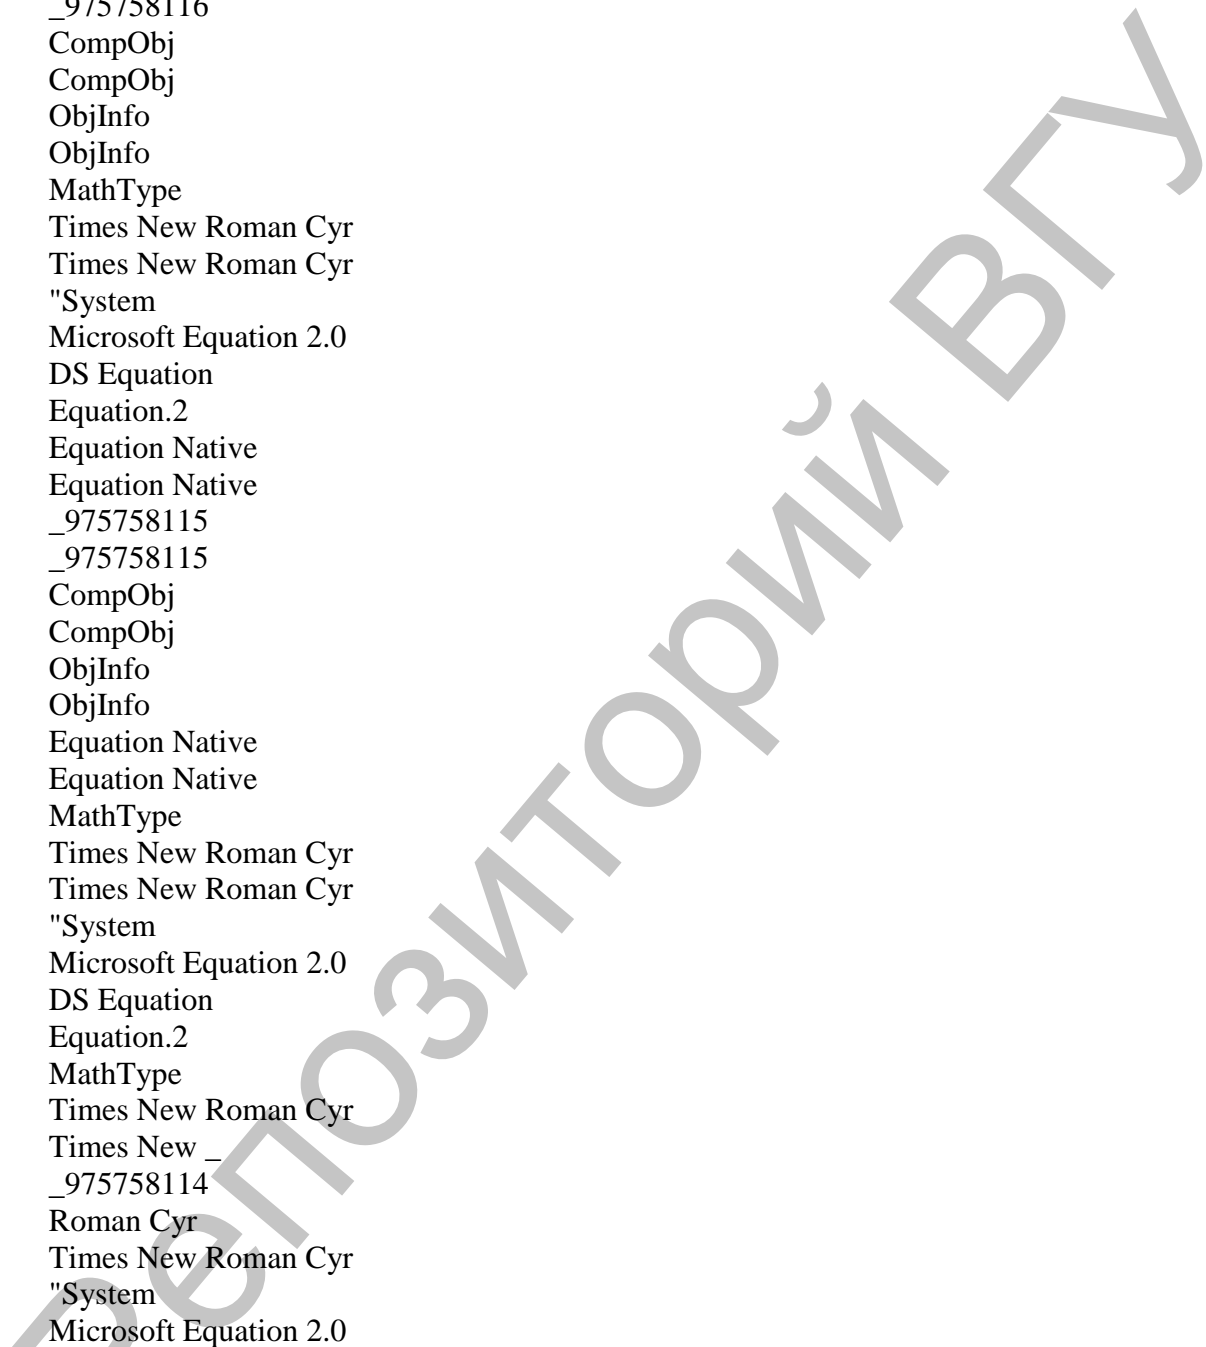 _975758116
CompObj
CompObj
ObjInfo
ObjInfo
MathType
Times New Roman Cyr
Times New Roman Cyr
"System
Microsoft Equation 2.0
DS Equation
Equation.2
Equation Native
Equation Native
_975758115
_975758115
CompObj
CompObj
ObjInfo
ObjInfo
Equation Native
Equation Native
MathType
Times New Roman Cyr
Times New Roman Cyr
"System
Microsoft Equation 2.0
DS Equation
Equation.2
MathType
Times New Roman Cyr
Times New _
_975758114
Roman Cyr
Times New Roman Cyr
"System
Microsoft Equation 2.0
Репозиторий ВГУ